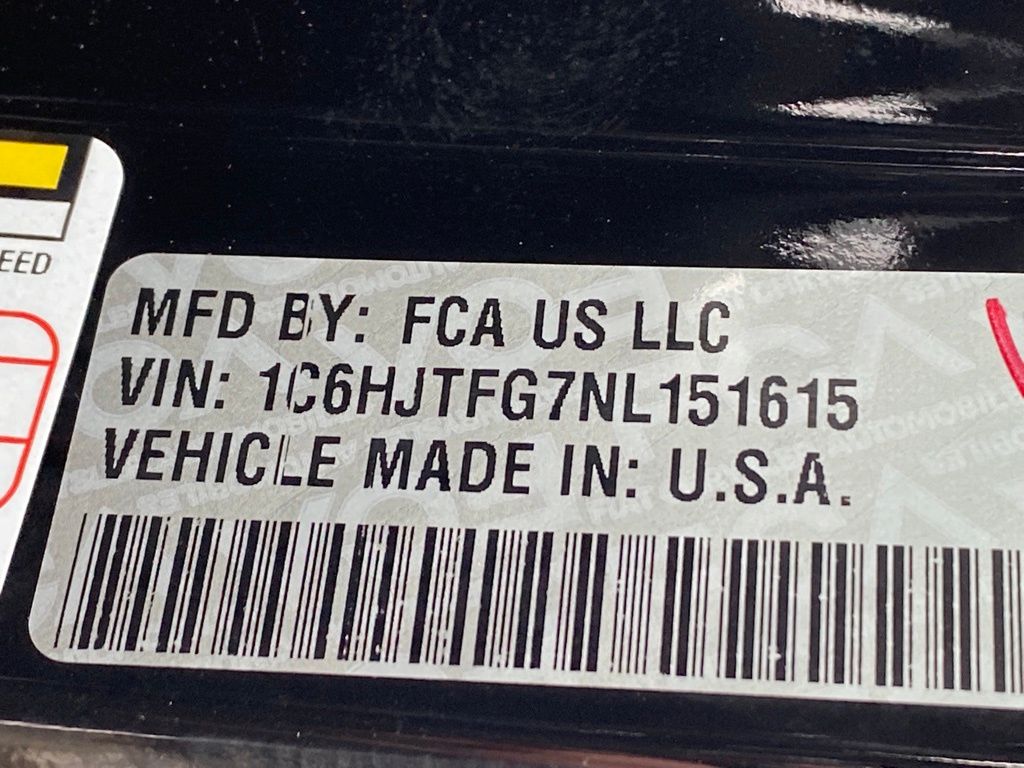 EED
MFD BY: FCA US LLC
VIN: 1C6HJTFG7NL151615
VEHICLE MADE IN: U.S.A.